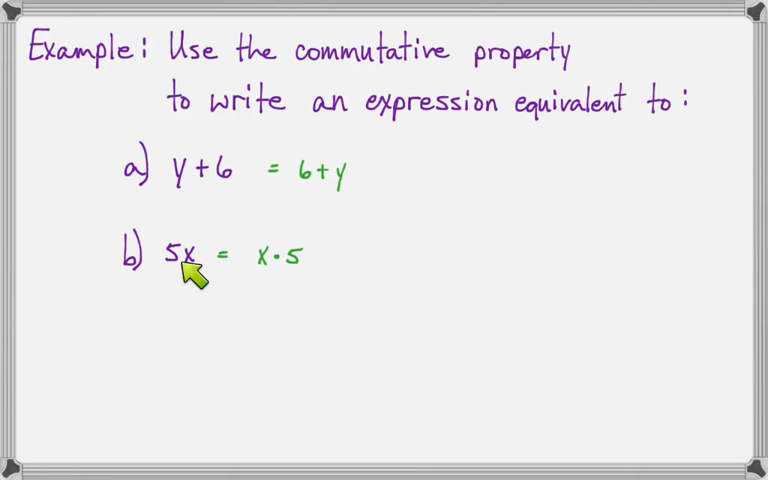 Example: Use the commutative property
to write an expression equivalent to:
a) y + 6 = 6 + y
b) 5x = x · 5